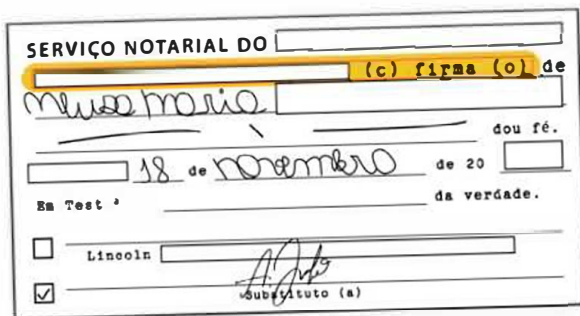 SERVIÇO NOTARIAL DO
(c) firma (o) de
Neusa Maria
dou fé.
18 de novembro de 20
Em Testº da verdade.
Lincoln
Substituto (a)